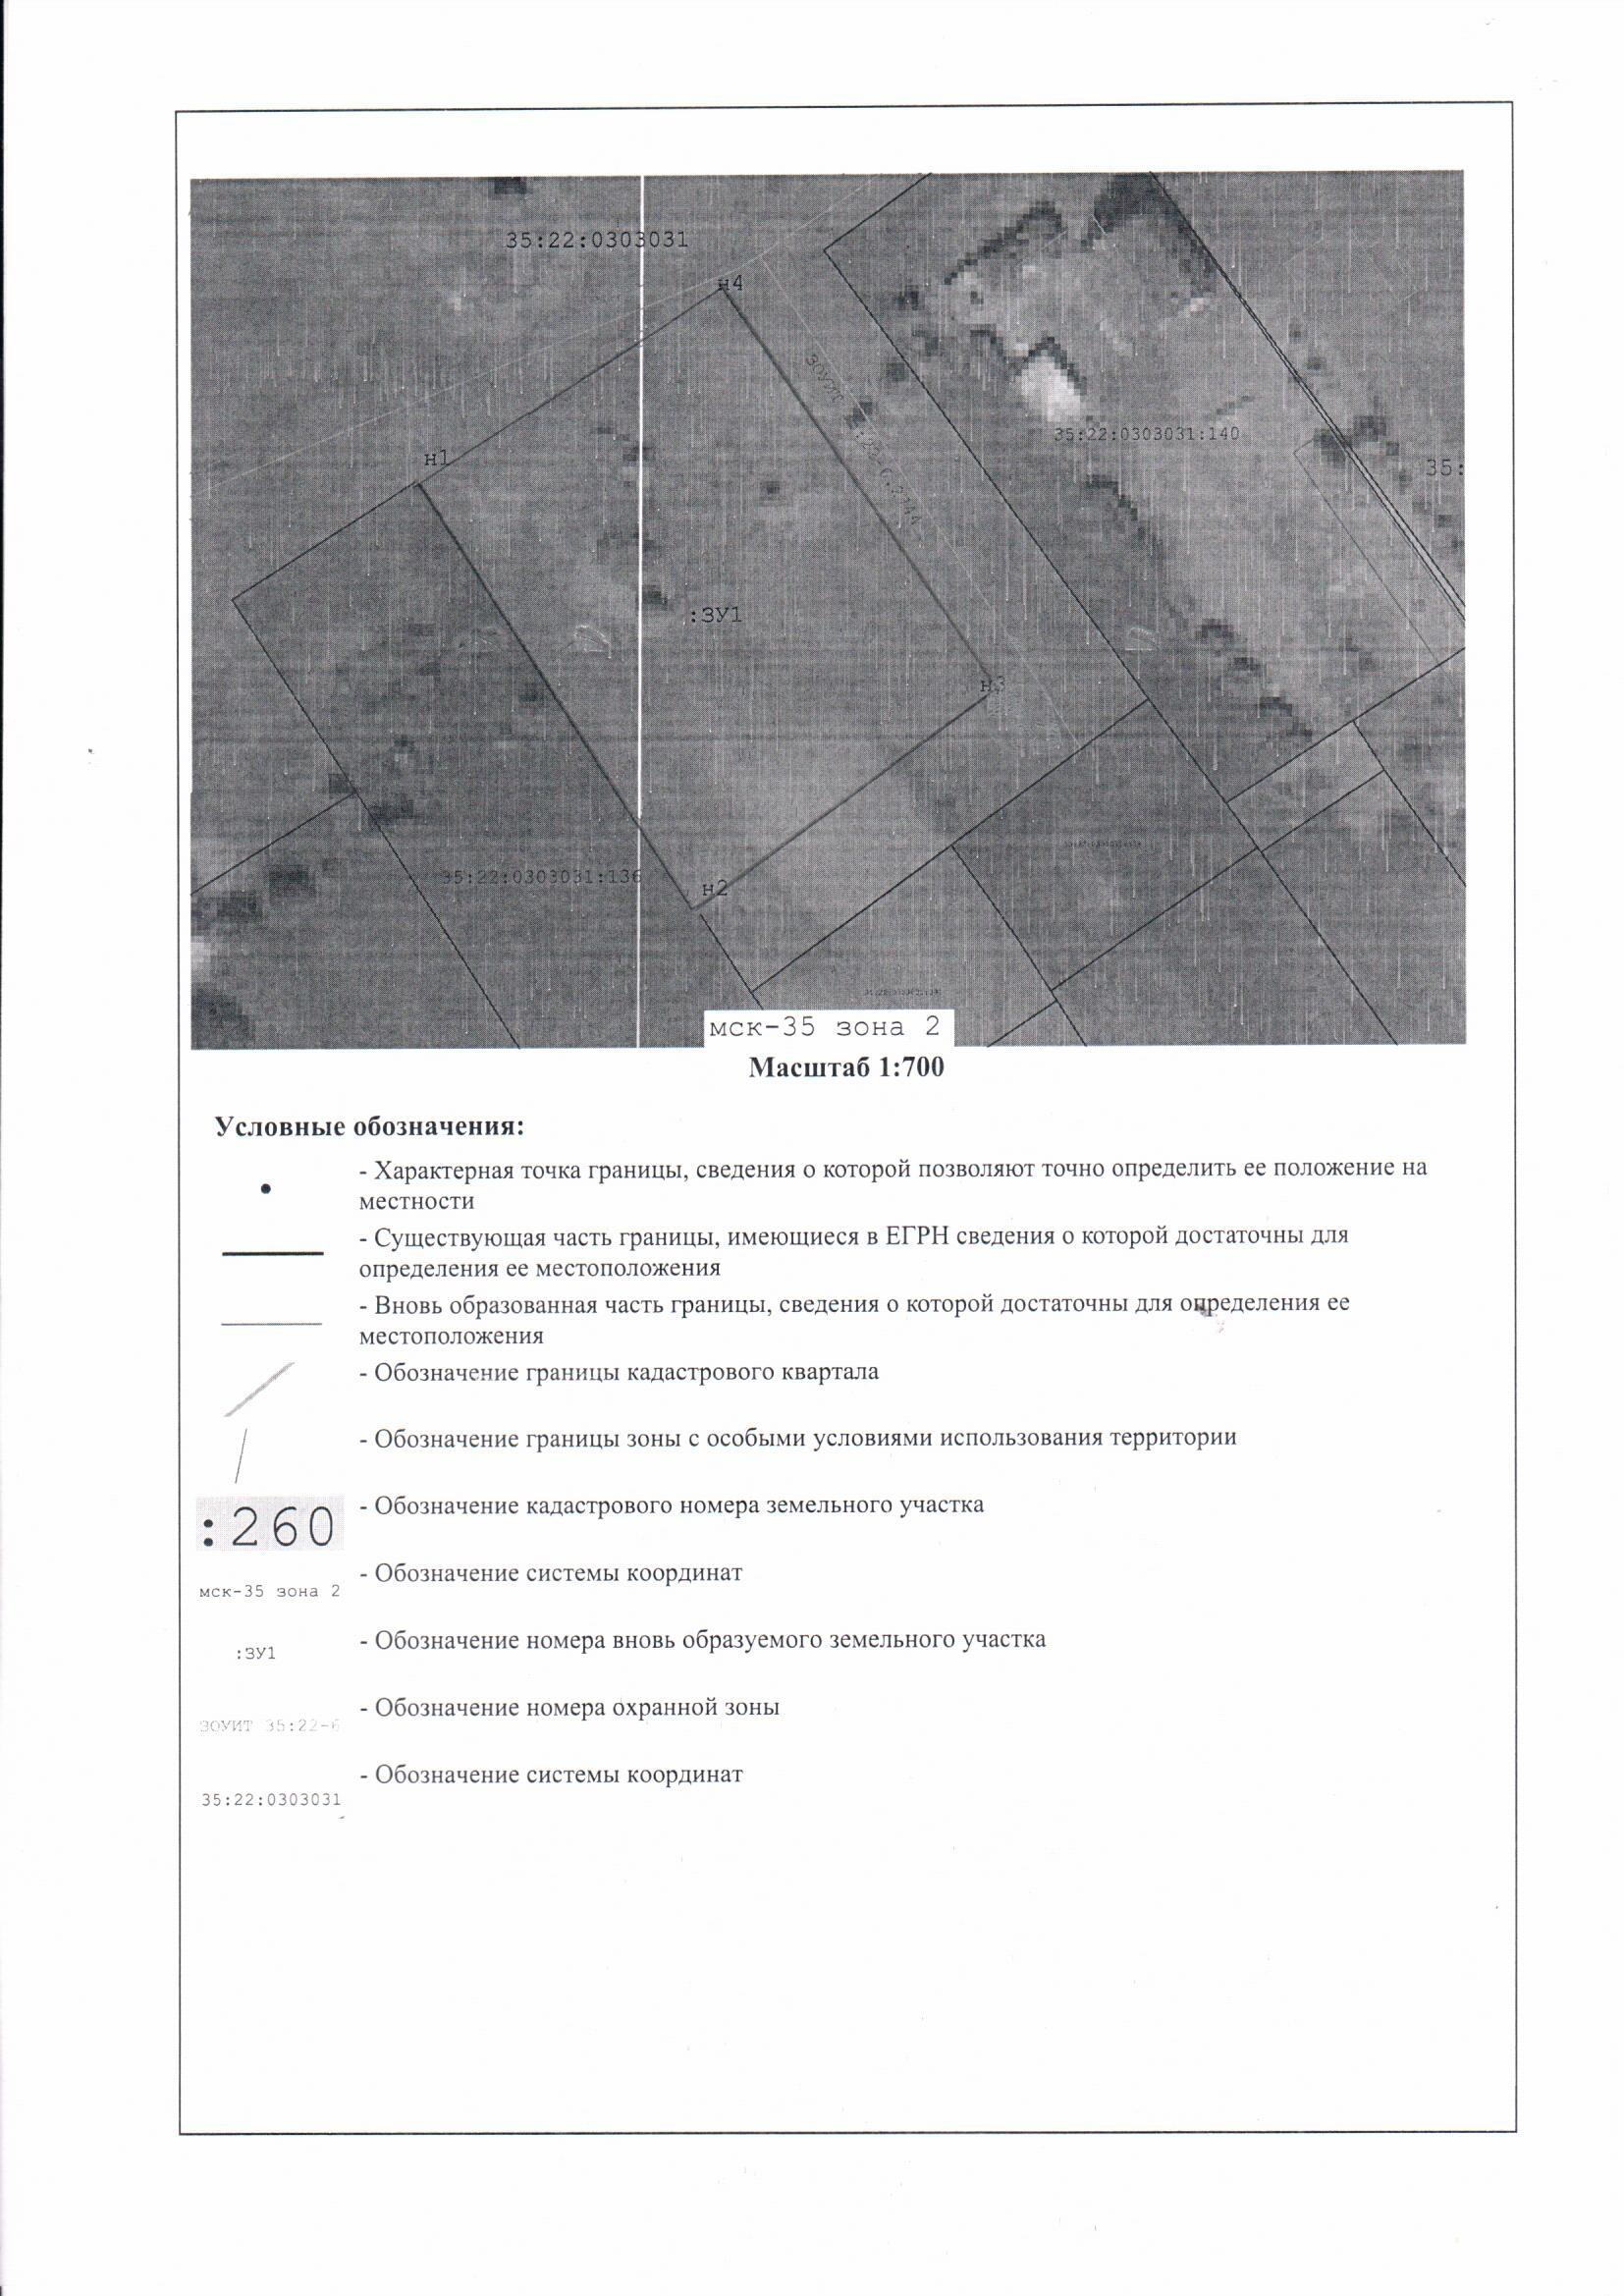 35:22:0303031
н4
н1
35:22:0303031:140
35:
:ЗУ1
н3
35:22:0303031:136
н2
мск-35 зона 2
Масштаб 1:700
Условные обозначения:
- Характерная точка границы, сведения о которой позволяют точно определить ее положение на
местности
- Существующая часть границы, имеющиеся в ЕГРН сведения о которой достаточны для
определения ее местоположения
- Вновь образованная часть границы, сведения о которой достаточны для определения ее
местоположения
- Обозначение границы кадастрового квартала
- Обозначение границы зоны с особыми условиями использования территории
:260 - Обозначение кадастрового номера земельного участка
мск-35 зона 2 - Обозначение системы координат
:ЗУ1 - Обозначение номера вновь образуемого земельного участка
ЗОУИТ 35:22-6 - Обозначение номера охранной зоны
35:22:0303031 - Обозначение системы координат